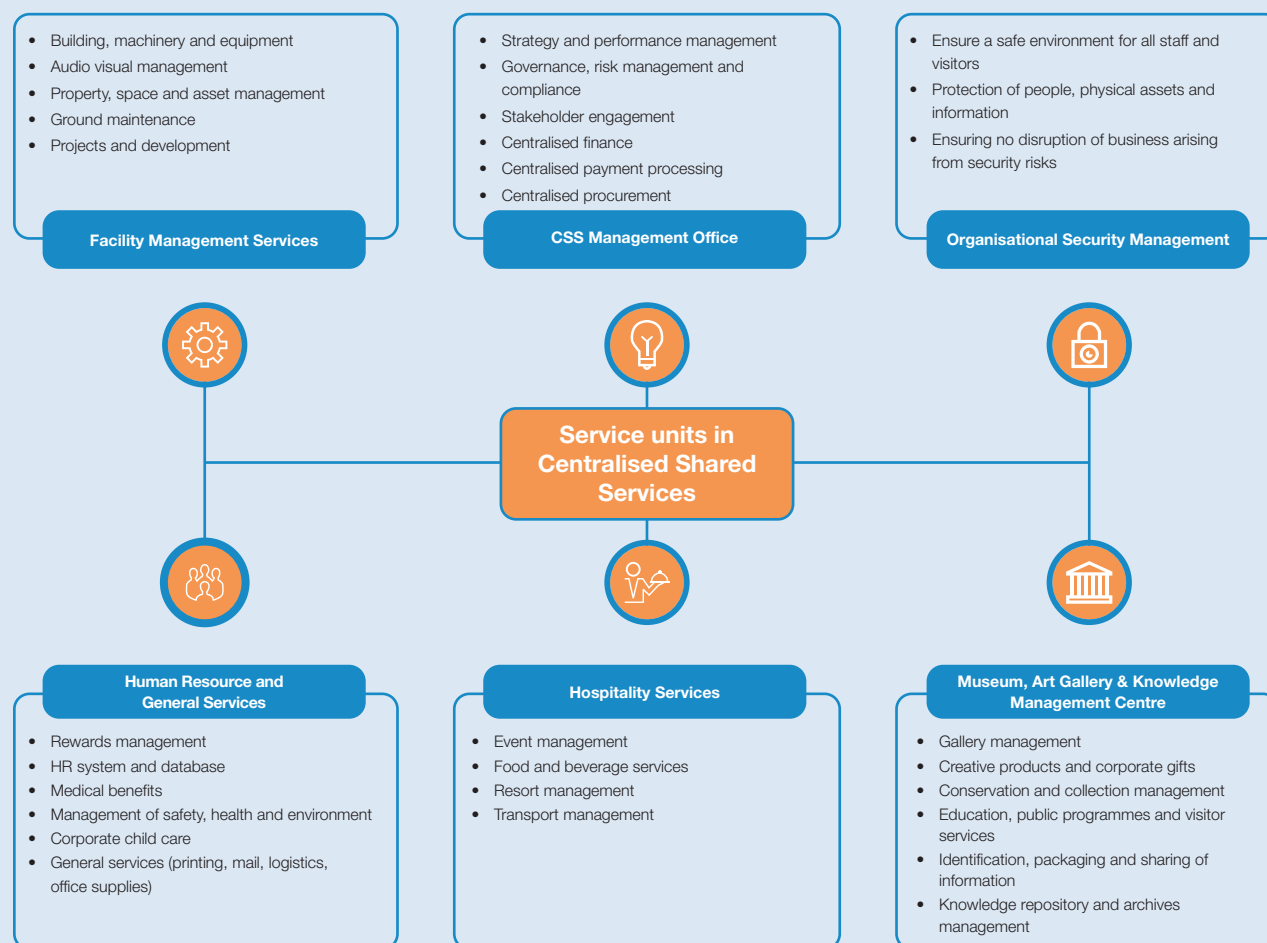 • Building, machinery and equipment
• Audio visual management
• Property, space and asset management
• Ground maintenance
• Projects and development
Facility Management Services
• Strategy and performance management
• Governance, risk management and
compliance
• Stakeholder engagement
• Centralised finance
• Centralised payment processing
• Centralised procurement
CSS Management Office
• Ensure a safe environment for all staff and
visitors
• Protection of people, physical assets and
information
• Ensuring no disruption of business arising
from security risks
Organisational Security Management
Service units in
Centralised Shared
Services
Human Resource and
General Services
• Rewards management
• HR system and database
• Medical benefits
• Management of safety, health and environment
• Corporate child care
• General services (printing, mail, logistics,
office supplies)
Hospitality Services
• Event management
• Food and beverage services
• Resort management
• Transport management
Museum, Art Gallery & Knowledge
Management Centre
• Gallery management
• Creative products and corporate gifts
• Conservation and collection management
• Education, public programmes and visitor
services
• Identification, packaging and sharing of
information
• Knowledge repository and archives
management